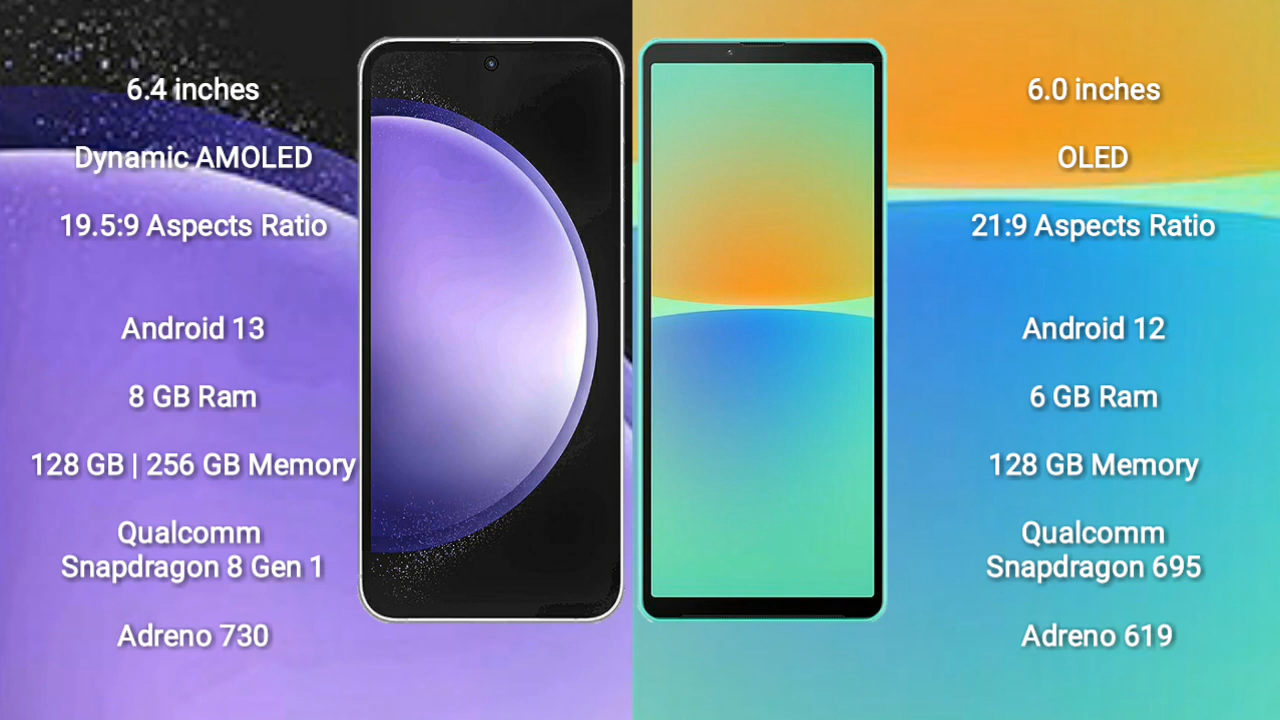 6.4 inches
Dynamic AMOLED
19.5:9 Aspects Ratio
Android 13
8 GB Ram
128 GB | 256 GB Memory
Qualcomm
Snapdragon 8 Gen 1
Adreno 730
6.0 inches
OLED
21:9 Aspects Ratio
Android 12
6 GB Ram
128 GB Memory
Qualcomm
Snapdragon 695
Adreno 619